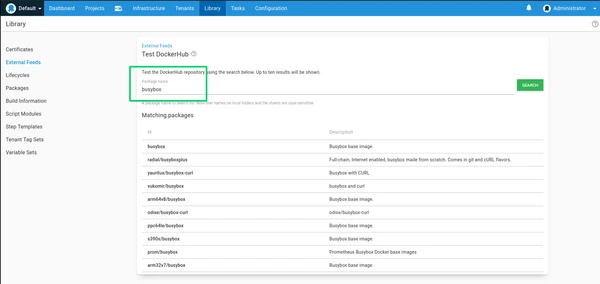 Default
Dashboard Projects Infrastructure Tenants Library Tasks Configuration Administrator
Library
Certificates
External Feeds
Lifecycles
Packages
Build Information
Script Modules
Step Templates
Tenant Tag Sets
Variable Sets
External Feeds
Test DockerHub
Test the DockerHub repository using the search below. Up to ten results will be shown.
Package name
busybox
SEARCH
A package name to search for. Note that names on local folders and file shares are case-sensitive.
Matching packages
Id Description
busybox Busybox base image.
radial/busyboxplus Full-chain, Internet enabled, busybox made from scratch. Comes in git and cURL flavors.
yauritux/busybox-curl Busybox with CURL
vukomir/busybox busybox and curl
arm64v8/busybox Busybox base image.
odise/busybox-curl odise/busybox-curl
ppc64le/busybox Busybox base image.
s390x/busybox Busybox base image.
prom/busybox Prometheus Busybox Docker base images
arm32v7/busybox Busybox base image.